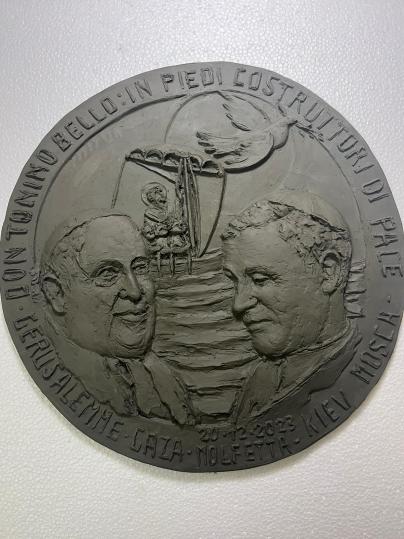 DON TONINO BELLO: IN PIEDI COSTRUTTORI DI PACE ·
GERUSALEMME · GAZA · MOLFETTA · KIEV MOSCA ·
20·12·2023